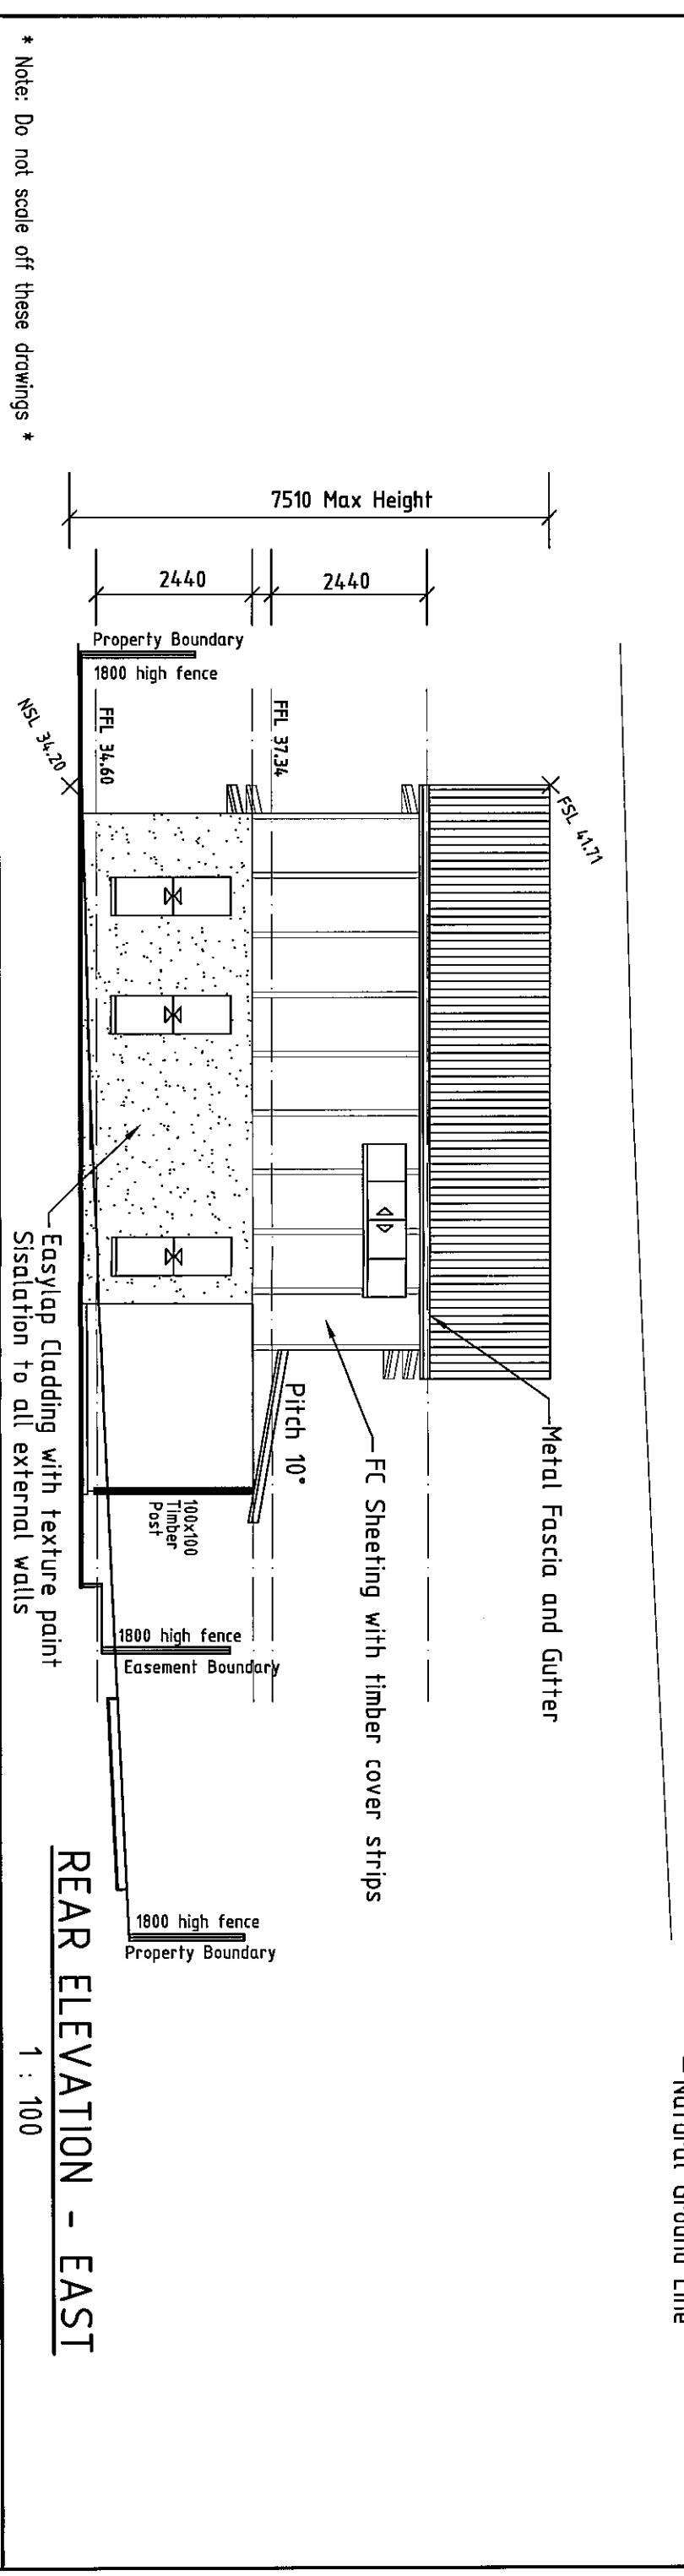 Natural Ground Line
FSL 41.71
Metal Fascia and Gutter
7510 Max Height
2440
2440
FFL 37.34
FC Sheeting with timber cover strips
Pitch 10°
Property Boundary
1800 high fence
FFL 34.60
NSL 34.20
100x100
Timber
Post
1800 high fence
Easement Boundary
1800 high fence
Property Boundary
Easylap Cladding with texture paint
Sisalation to all external walls
REAR ELEVATION - EAST
1 : 100
* Note: Do not scale off these drawings *